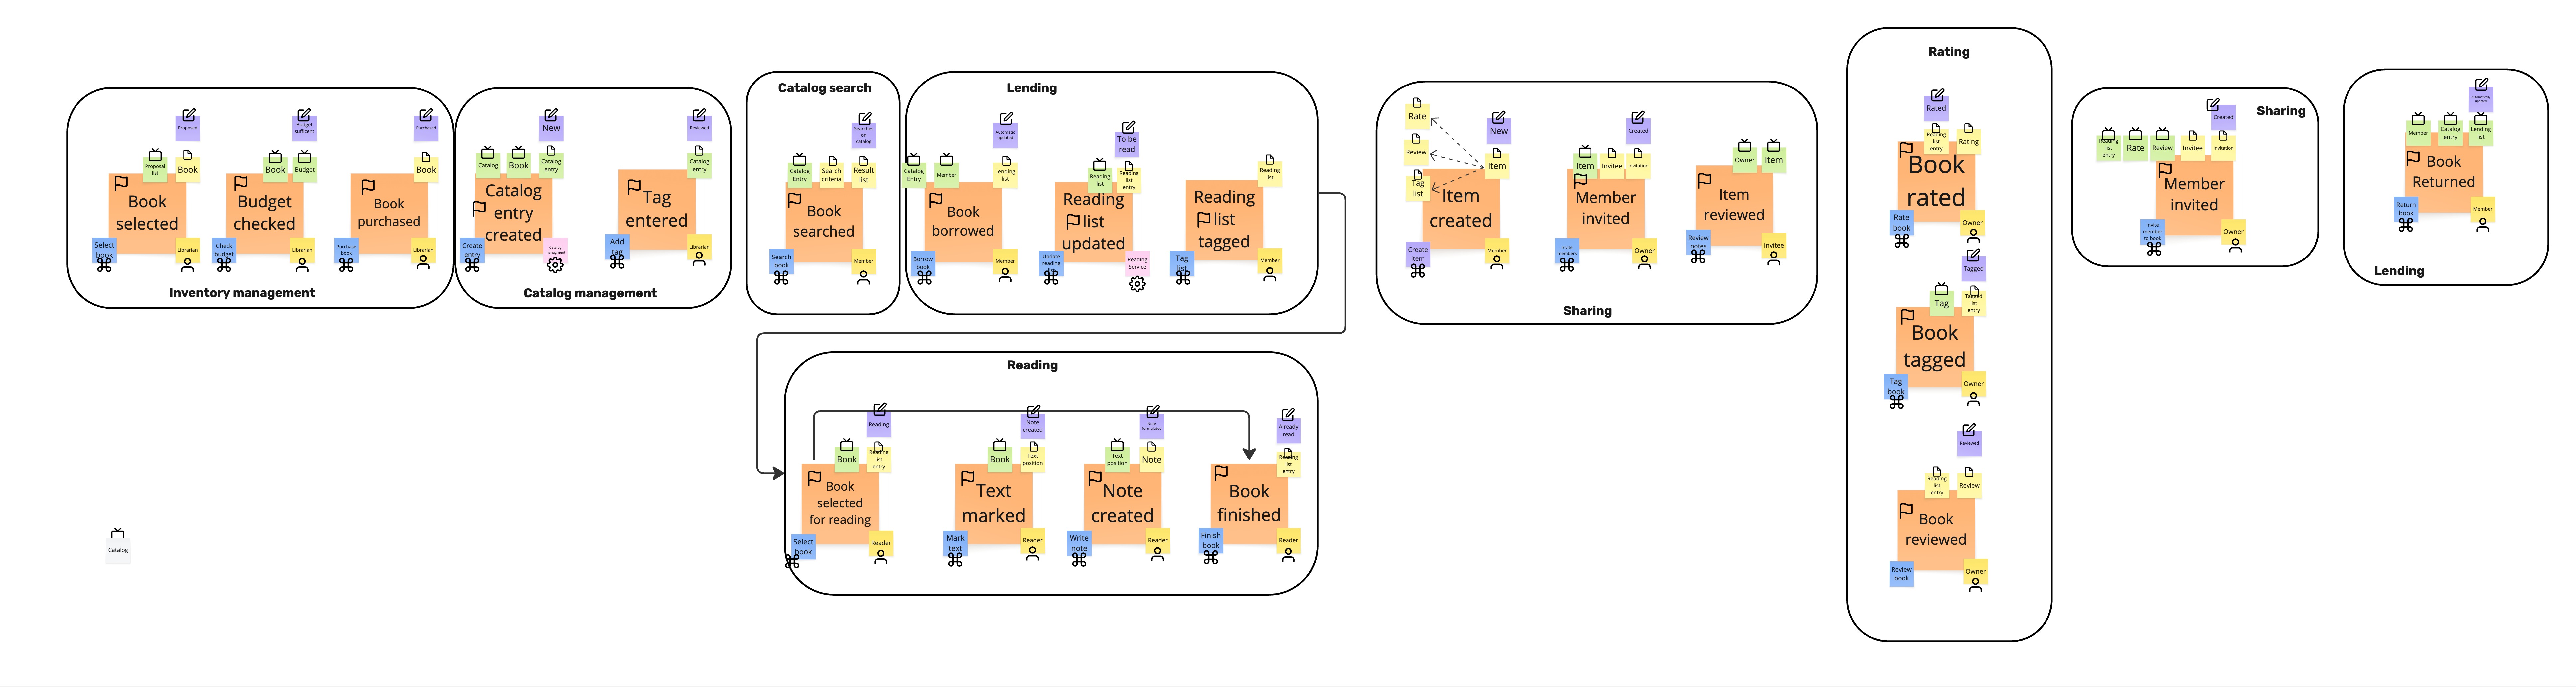 Proposed
Proposal
list
Book
Book
selected
Select
book
Librarian
Budget
sufficent
Book
Budget
Budget
checked
Check
budget
Librarian
Purchased
Book
Book
purchased
Purchase
book
Librarian
Inventory management
New
Catalog
Book
Catalog
entry
Catalog
entry
created
Create
entry
Catalog
management
Reviewed
Catalog
entry
Tag
entered
Add
tag
Librarian
Catalog management
Catalog search
Searches
on
catalog
Catalog
Entry
Search
criteria
Result
list
Book
searched
Search
book
Member
Lending
Automatic
updated
Catalog
Entry
Member
Lending
list
Book
borrowed
Borrow
book
Member
To be
read
Reading
list
Reading
list
entry
Reading
list
updated
Update
reading
Reading
Service
Reading
list
Reading
list
tagged
Tag
list
Member
Reading
Reading
Book
Reading
list
entry
Book
selected
for reading
Select
book
Reader
Note
created
Book
Text
position
Text
marked
Mark
text
Reader
Note
formulated
Text
position
Note
Note
created
Write
note
Reader
Already
read
Reading
list
entry
Book
finished
Finish
book
Reader
Catalog
Rate
Review
Tag
list
New
Item
Item
created
Create
item
Member
Created
Item
Invitee
Invitation
Member
invited
Invite
members
Owner
Owner
Item
Item
reviewed
Review
notes
Invitee
Sharing
Rating
Rated
Reading
list
entry
Rating
Book
rated
Rate
book
Owner
Tagged
Tag
Tagged
list
entry
Book
tagged
Tag
book
Owner
Reviewed
Reading
list
entry
Review
Book
reviewed
Review
book
Owner
Sharing
Created
Reading
list
entry
Rate
Review
Invitee
Invitation
Member
invited
Invite
member
to book
Owner
Automatically
updated
Member
Catalog
entry
Lending
list
Book
Returned
Return
book
Member
Lending